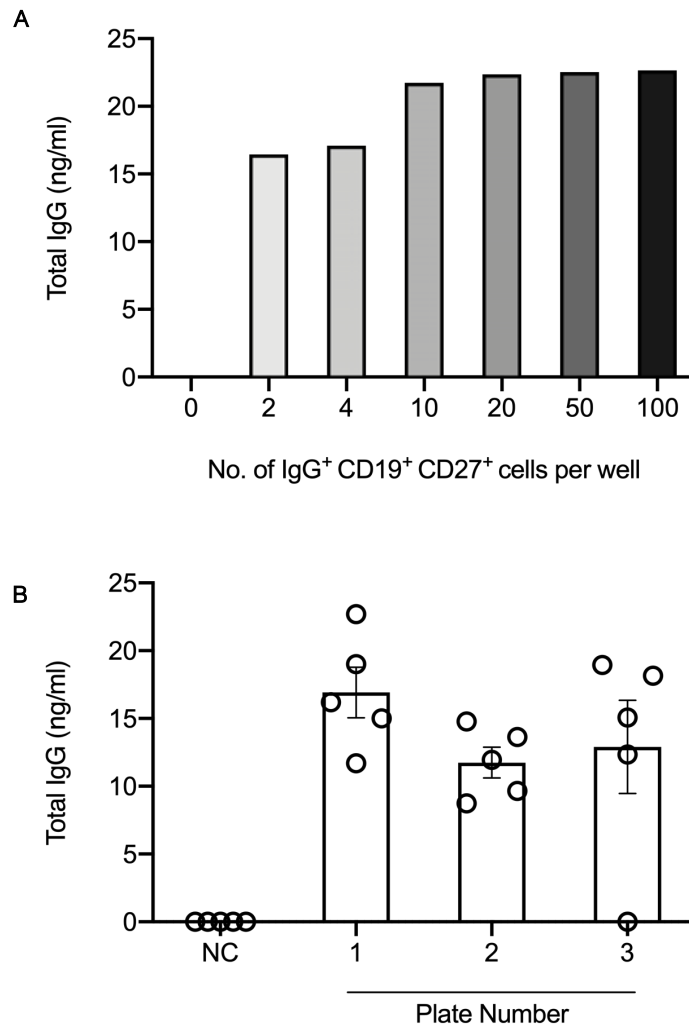 A
25
20
15
10
5
0
Total IgG (ng/ml)
0 2 4 10 20 50 100
No. of IgG⁺ CD19⁺ CD27⁺ cells per well
B
25
20
15
10
5
0
Total IgG (ng/ml)
NC 1 2 3
Plate Number